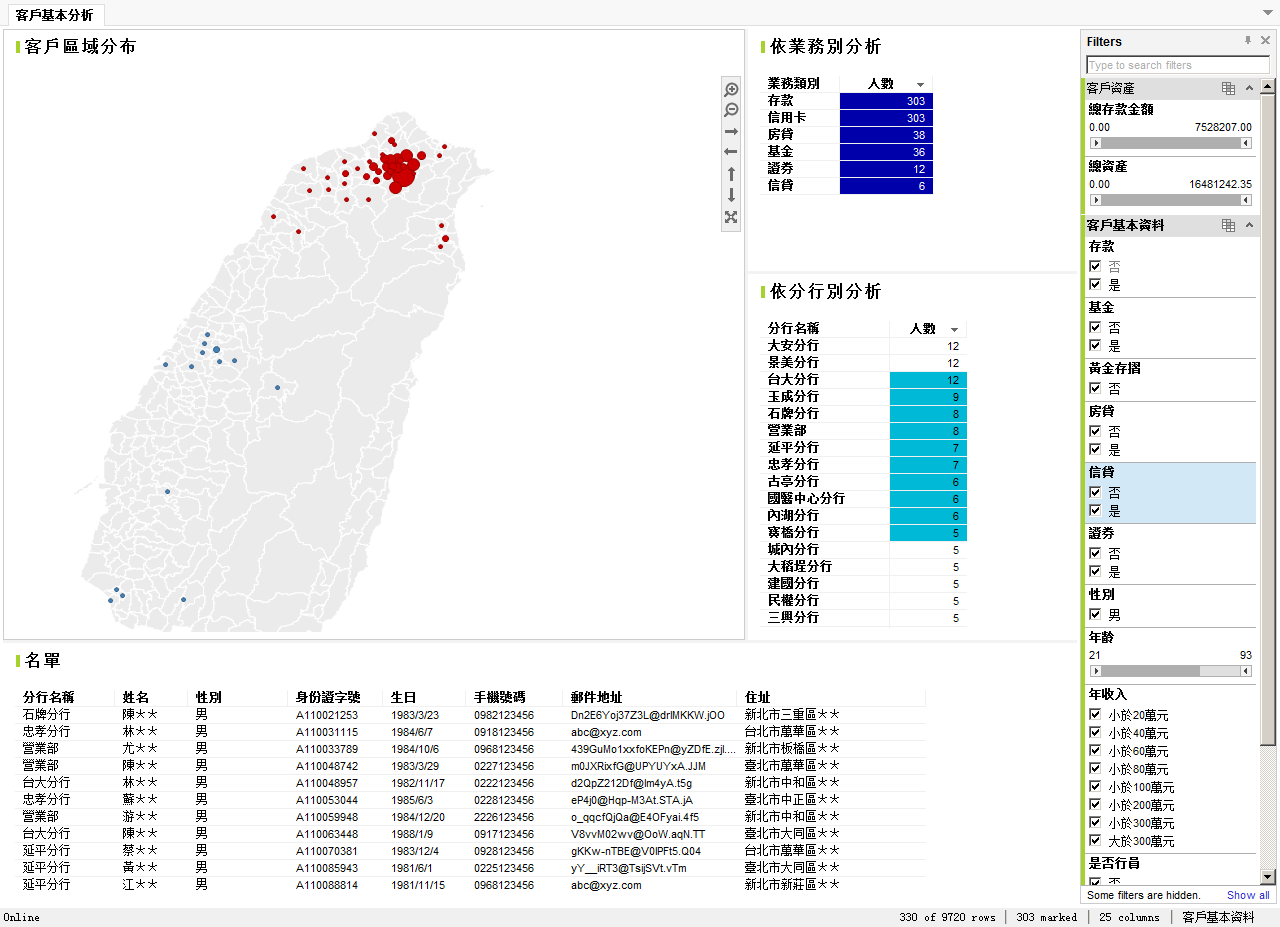 客戶基本分析
客戶區域分布
依業務別分析
業務類別 人數
存款 303
信用卡 303
房貸 38
基金 36
證券 12
信貸 6
依分行別分析
分行名稱 人數
大安分行 12
景美分行 12
台大分行 12
玉成分行 9
石牌分行 8
營業部 8
延平分行 7
忠孝分行 7
古亭分行 6
國醫中心分行 6
內湖分行 6
寶橋分行 5
城內分行 5
大稻埕分行 5
建國分行 5
民權分行 5
三興分行 5
名單
分行名稱 姓名 性別 身份證字號 生日 手機號碼 郵件地址 住址
石牌分行 陳** 男 A110021253 1983/3/23 0982123456 Dn2E6Yoj37Z3L@drIMKKW.jOO 新北市三重區**
忠孝分行 林** 男 A110031115 1984/6/7 0918123456 abc@xyz.com 台北市萬華區**
營業部 尤** 男 A110033789 1984/10/6 0968123456 439GuMo1xxfoKEPn@yZDfE.zjl.... 新北市板橋區**
營業部 陳** 男 A110048742 1983/3/29 0227123456 m0JXRixfG@UPYUYxA.JJM 臺北市萬華區**
台大分行 林** 男 A110048957 1982/11/17 0222123456 d2QpZ212Df@Im4yA.t5g 新北市中和區**
忠孝分行 蘇** 男 A110053044 1985/6/3 0228123456 eP4j0@Hqp-M3At.STA.jA 臺北市中正區**
營業部 游** 男 A110059948 1984/12/20 2226123456 o_qqcfQjQa@E4OFyai.4f5 新北市中和區**
台大分行 陳** 男 A110063448 1988/1/9 0917123456 V8vvM02wv@OoW.aqN.TT 臺北市大同區**
延平分行 蔡** 男 A110070381 1983/12/4 0928123456 gKKw-nTBE@V0IPFt5.Q04 台北市萬華區**
延平分行 黃** 男 A110085943 1981/6/1 0225123456 yY__iRT3@TsijSVt.vTm 臺北市大同區**
延平分行 江** 男 A110088814 1981/11/15 0968123456 abc@xyz.com 新北市新莊區**
Filters
Type to search filters
客戶資產
總存款金額
0.00 7528207.00
總資產
0.00 16481242.35
客戶基本資料
存款
否
是
基金
否
是
黃金存摺
否
房貸
否
是
信貸
否
是
證券
否
是
性別
男
年齡
21 93
年收入
小於20萬元
小於40萬元
小於60萬元
小於80萬元
小於100萬元
小於200萬元
小於300萬元
大於300萬元
是否行員
否
Some filters are hidden. Show all
Online 330 of 9720 rows 303 marked 25 columns 客戶基本資料